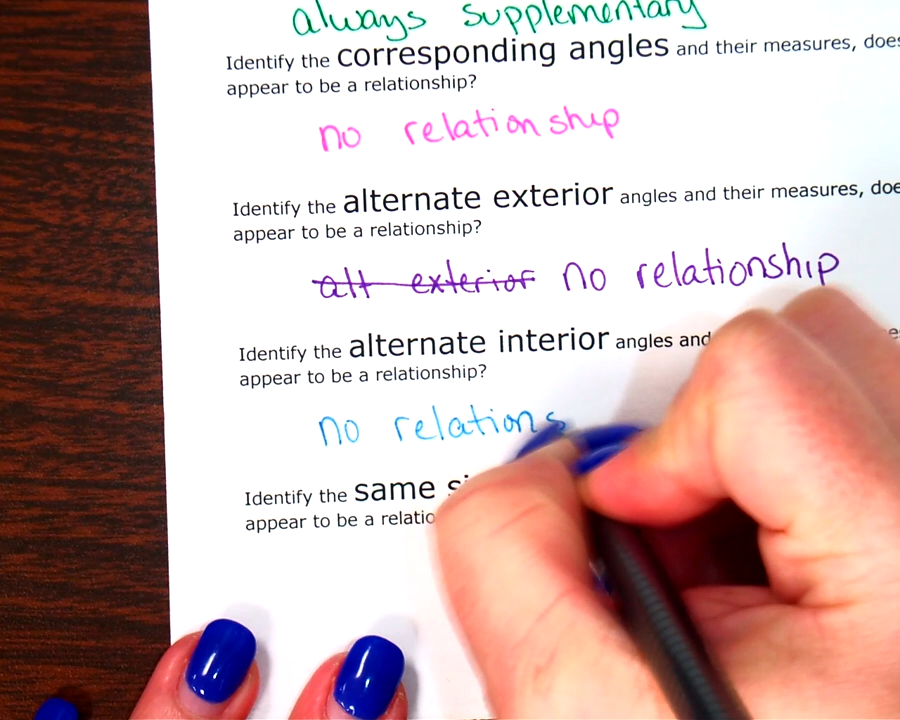 always supplementary
Identify the corresponding angles and their measures, does
appear to be a relationship?
no relationship
Identify the alternate exterior angles and their measures, doe
appear to be a relationship?
alt exterior no relationship
Identify the alternate interior angles and
appear to be a relationship?
no relations
Identify the same si
appear to be a relatio